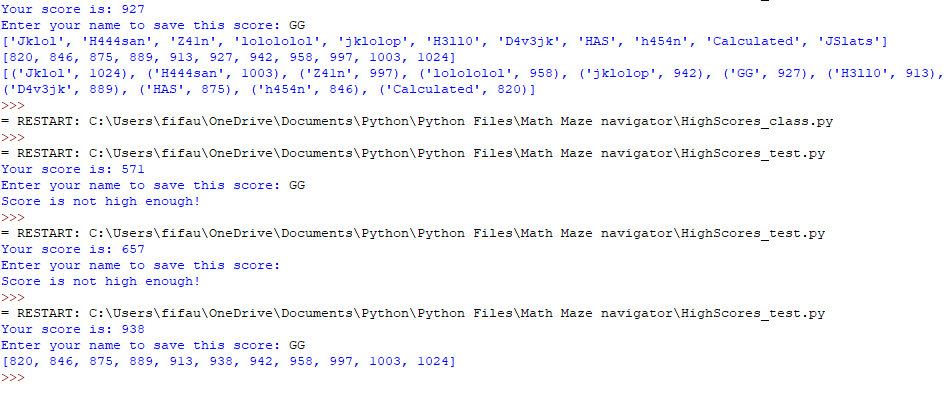 Your score is: 927
Enter your name to save this score: GG
['Jklol', 'H444san', 'Z4ln', 'lolololol', 'jklolop', 'H3ll0', 'D4v3jk', 'HAS', 'h454n', 'Calculated', 'JSlats']
[820, 846, 875, 889, 913, 927, 942, 958, 997, 1003, 1024]
[('Jklol', 1024), ('H444san', 1003), ('Z4ln', 997), ('lolololol', 958), ('jklolop', 942), ('GG', 927), ('H3ll0', 913),
('D4v3jk', 889), ('HAS', 875), ('h454n', 846), ('Calculated', 820)]
>>>
= RESTART: C:\Users\fifau\OneDrive\Documents\Python\Python Files\Math Maze navigator\HighScores_class.py
>>>
= RESTART: C:\Users\fifau\OneDrive\Documents\Python\Python Files\Math Maze navigator\HighScores_test.py
Your score is: 571
Enter your name to save this score: GG
Score is not high enough!
>>>
= RESTART: C:\Users\fifau\OneDrive\Documents\Python\Python Files\Math Maze navigator\HighScores_test.py
Your score is: 657
Enter your name to save this score:
Score is not high enough!
>>>
= RESTART: C:\Users\fifau\OneDrive\Documents\Python\Python Files\Math Maze navigator\HighScores_test.py
Your score is: 938
Enter your name to save this score: GG
[820, 846, 875, 889, 913, 938, 942, 958, 997, 1003, 1024]
>>>